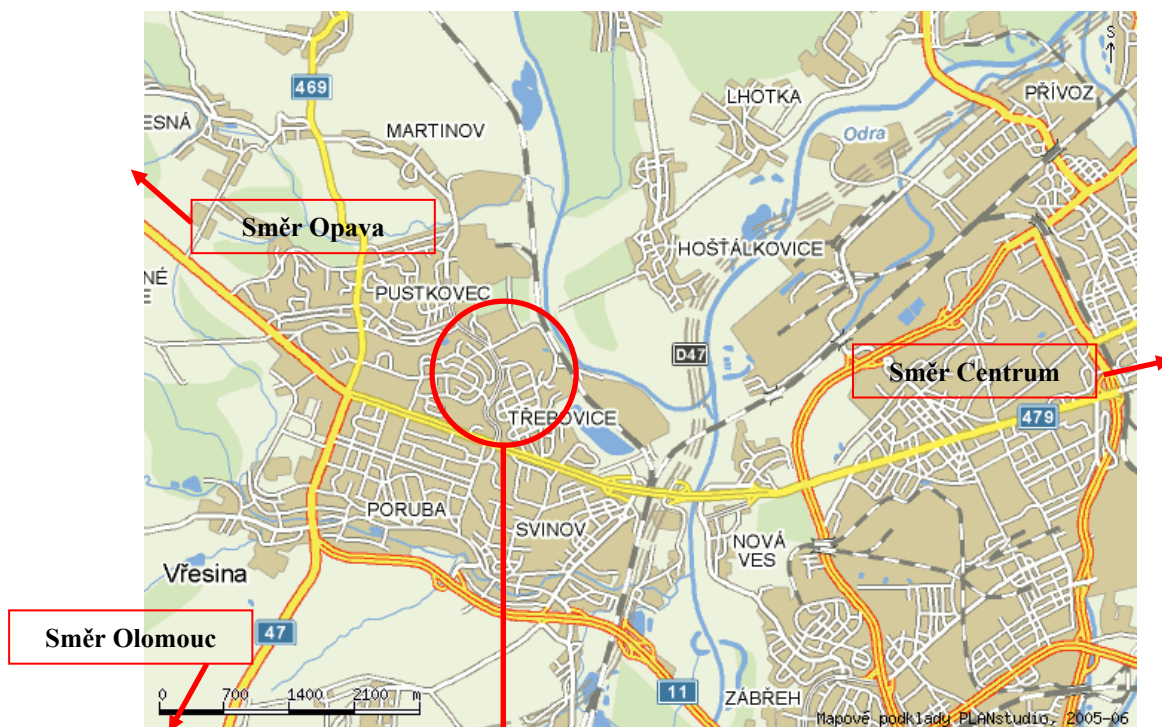 S
469
LHOTKA
PŘÍVOZ
ESNÁ
MARTINOV
Odra
Směr Opava
HOŠŤÁLKOVICE
NÉ
PUSTKOVEC
D47
Směr Centrum
TŘEBOVICE
479
PORUBA
SVINOV
NOVÁ
VES
Vřesina
Směr Olomouc
47
11
ZÁBŘEH
0 700 1400 2100 m
Mapové podklady PLANstudio, 2005-06